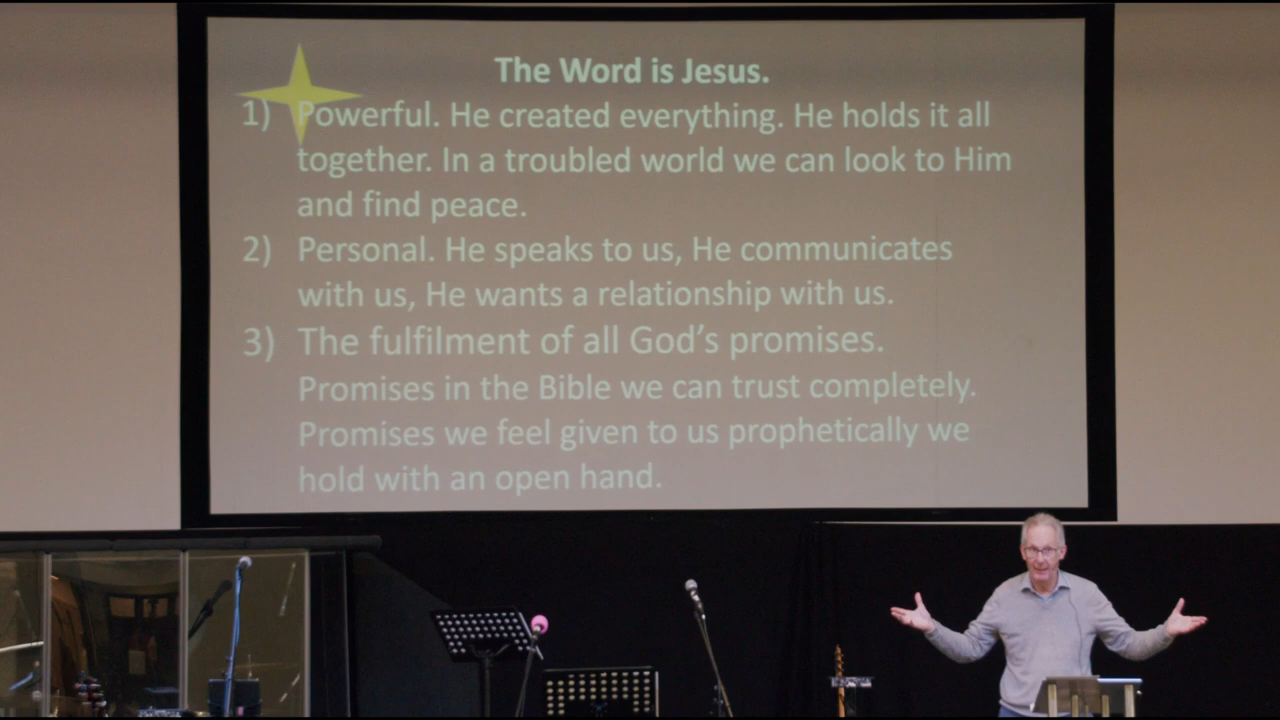 The Word is Jesus.
1) Powerful. He created everything. He holds it all
together. In a troubled world we can look to Him
and find peace.
2) Personal. He speaks to us, He communicates
with us, He wants a relationship with us.
3) The fulfilment of all God's promises.
Promises in the Bible we can trust completely.
Promises we feel given to us prophetically we
hold with an open hand.